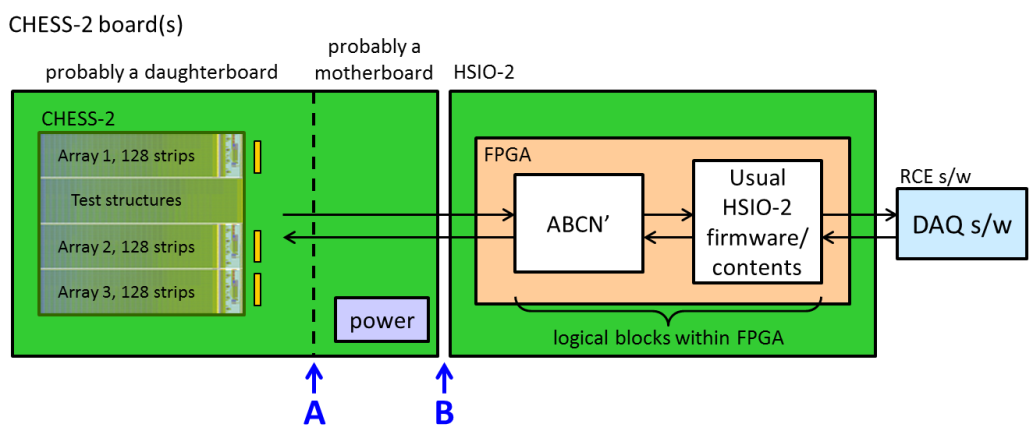 CHESS-2 board(s)
probably a daughterboard
probably a
motherboard
HSIO-2
CHESS-2
Array 1, 128 strips
Test structures
Array 2, 128 strips
Array 3, 128 strips
power
FPGA
ABCN’
Usual
HSIO-2
firmware/
contents
logical blocks within FPGA
RCE s/w
DAQ s/w
A
B